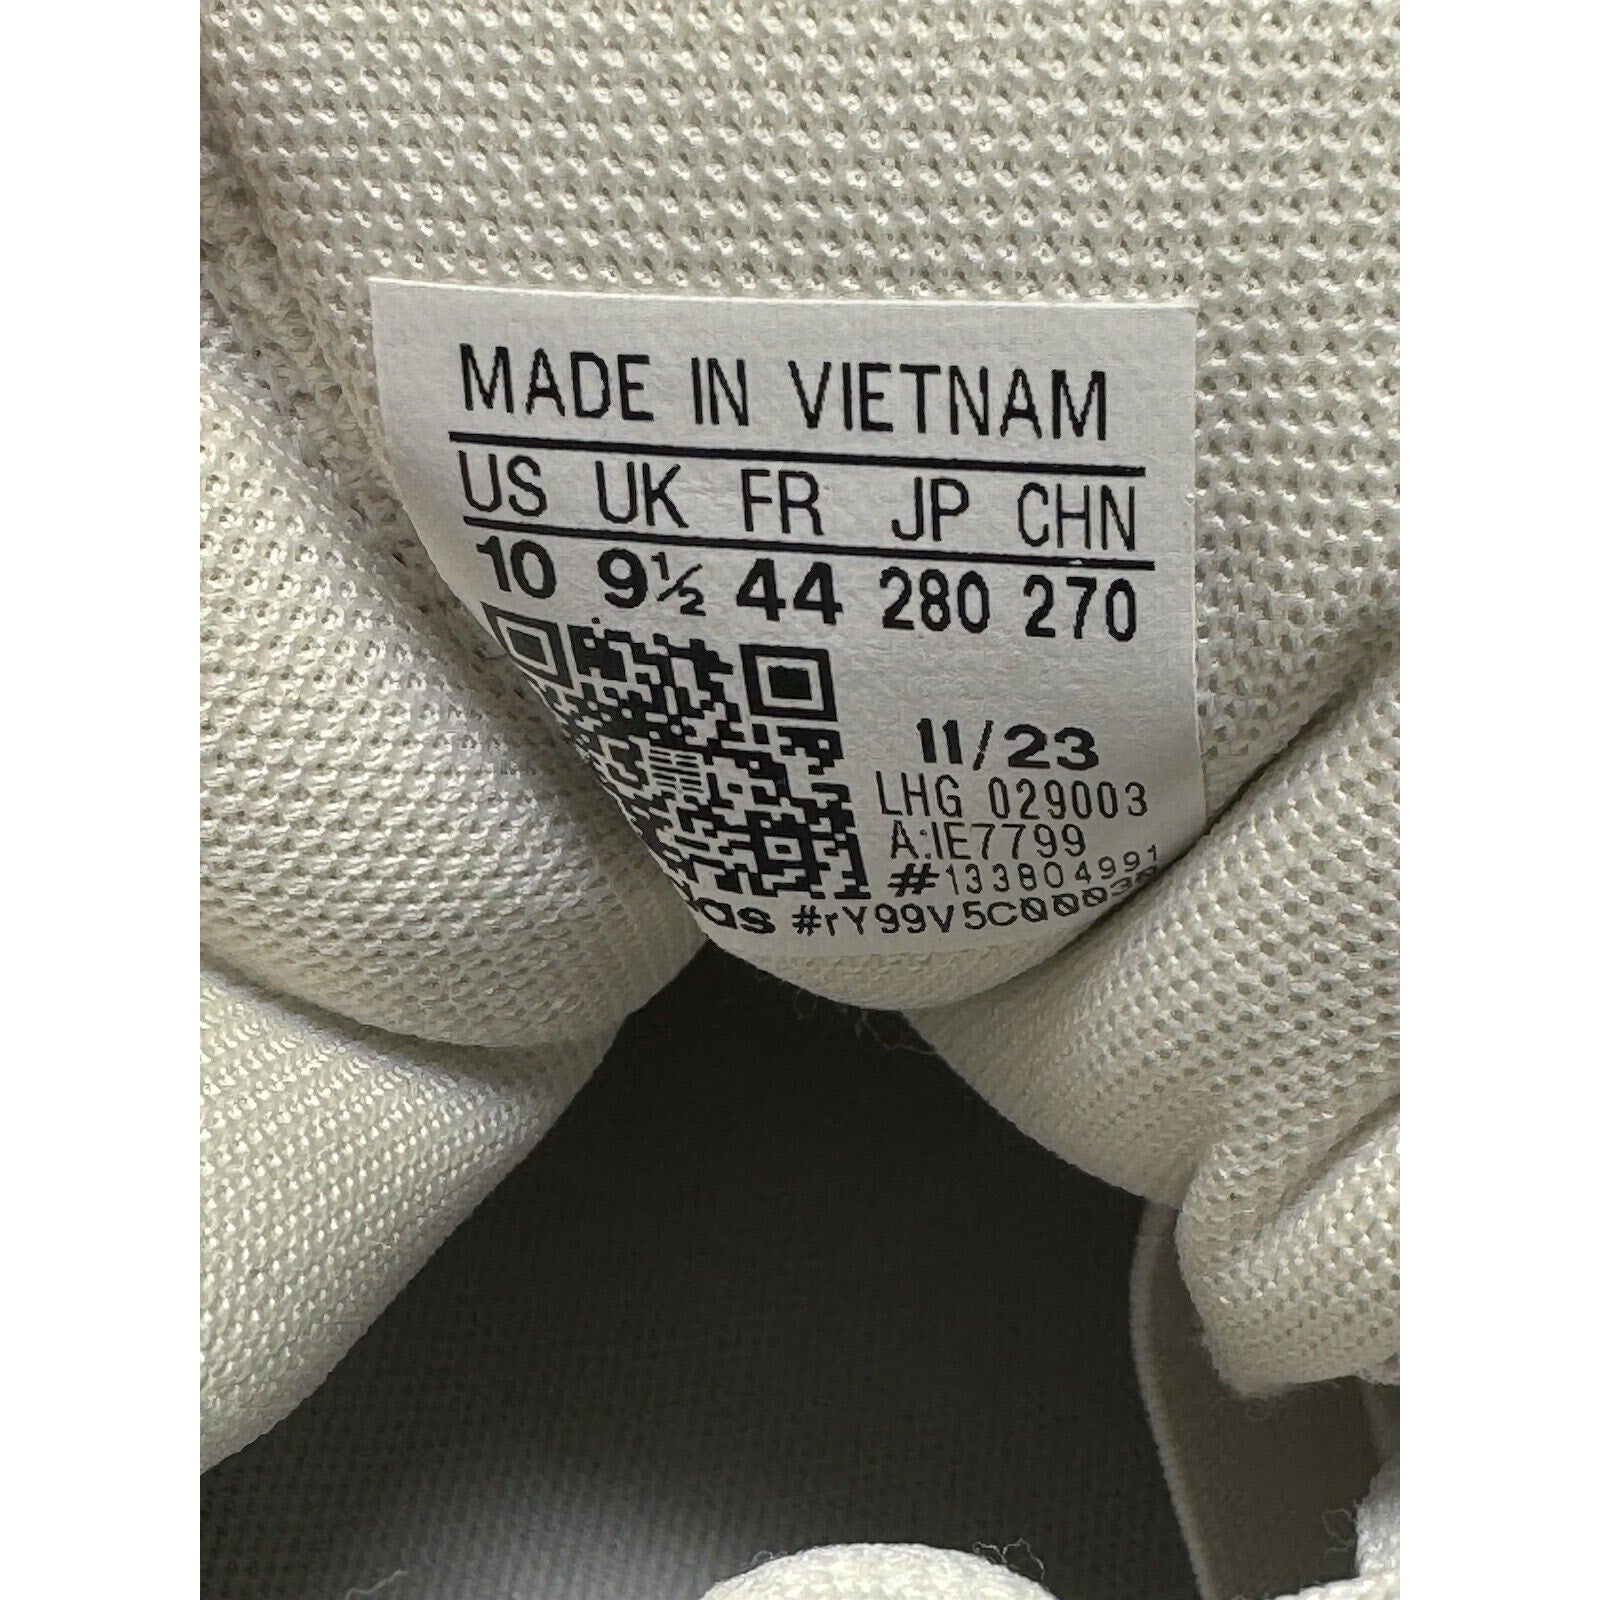 MADE IN VIETNAM
US UK FR JP CHN
10 9½ 44 280 270
11/23
LHG 029003
A:IE7799
#133804991